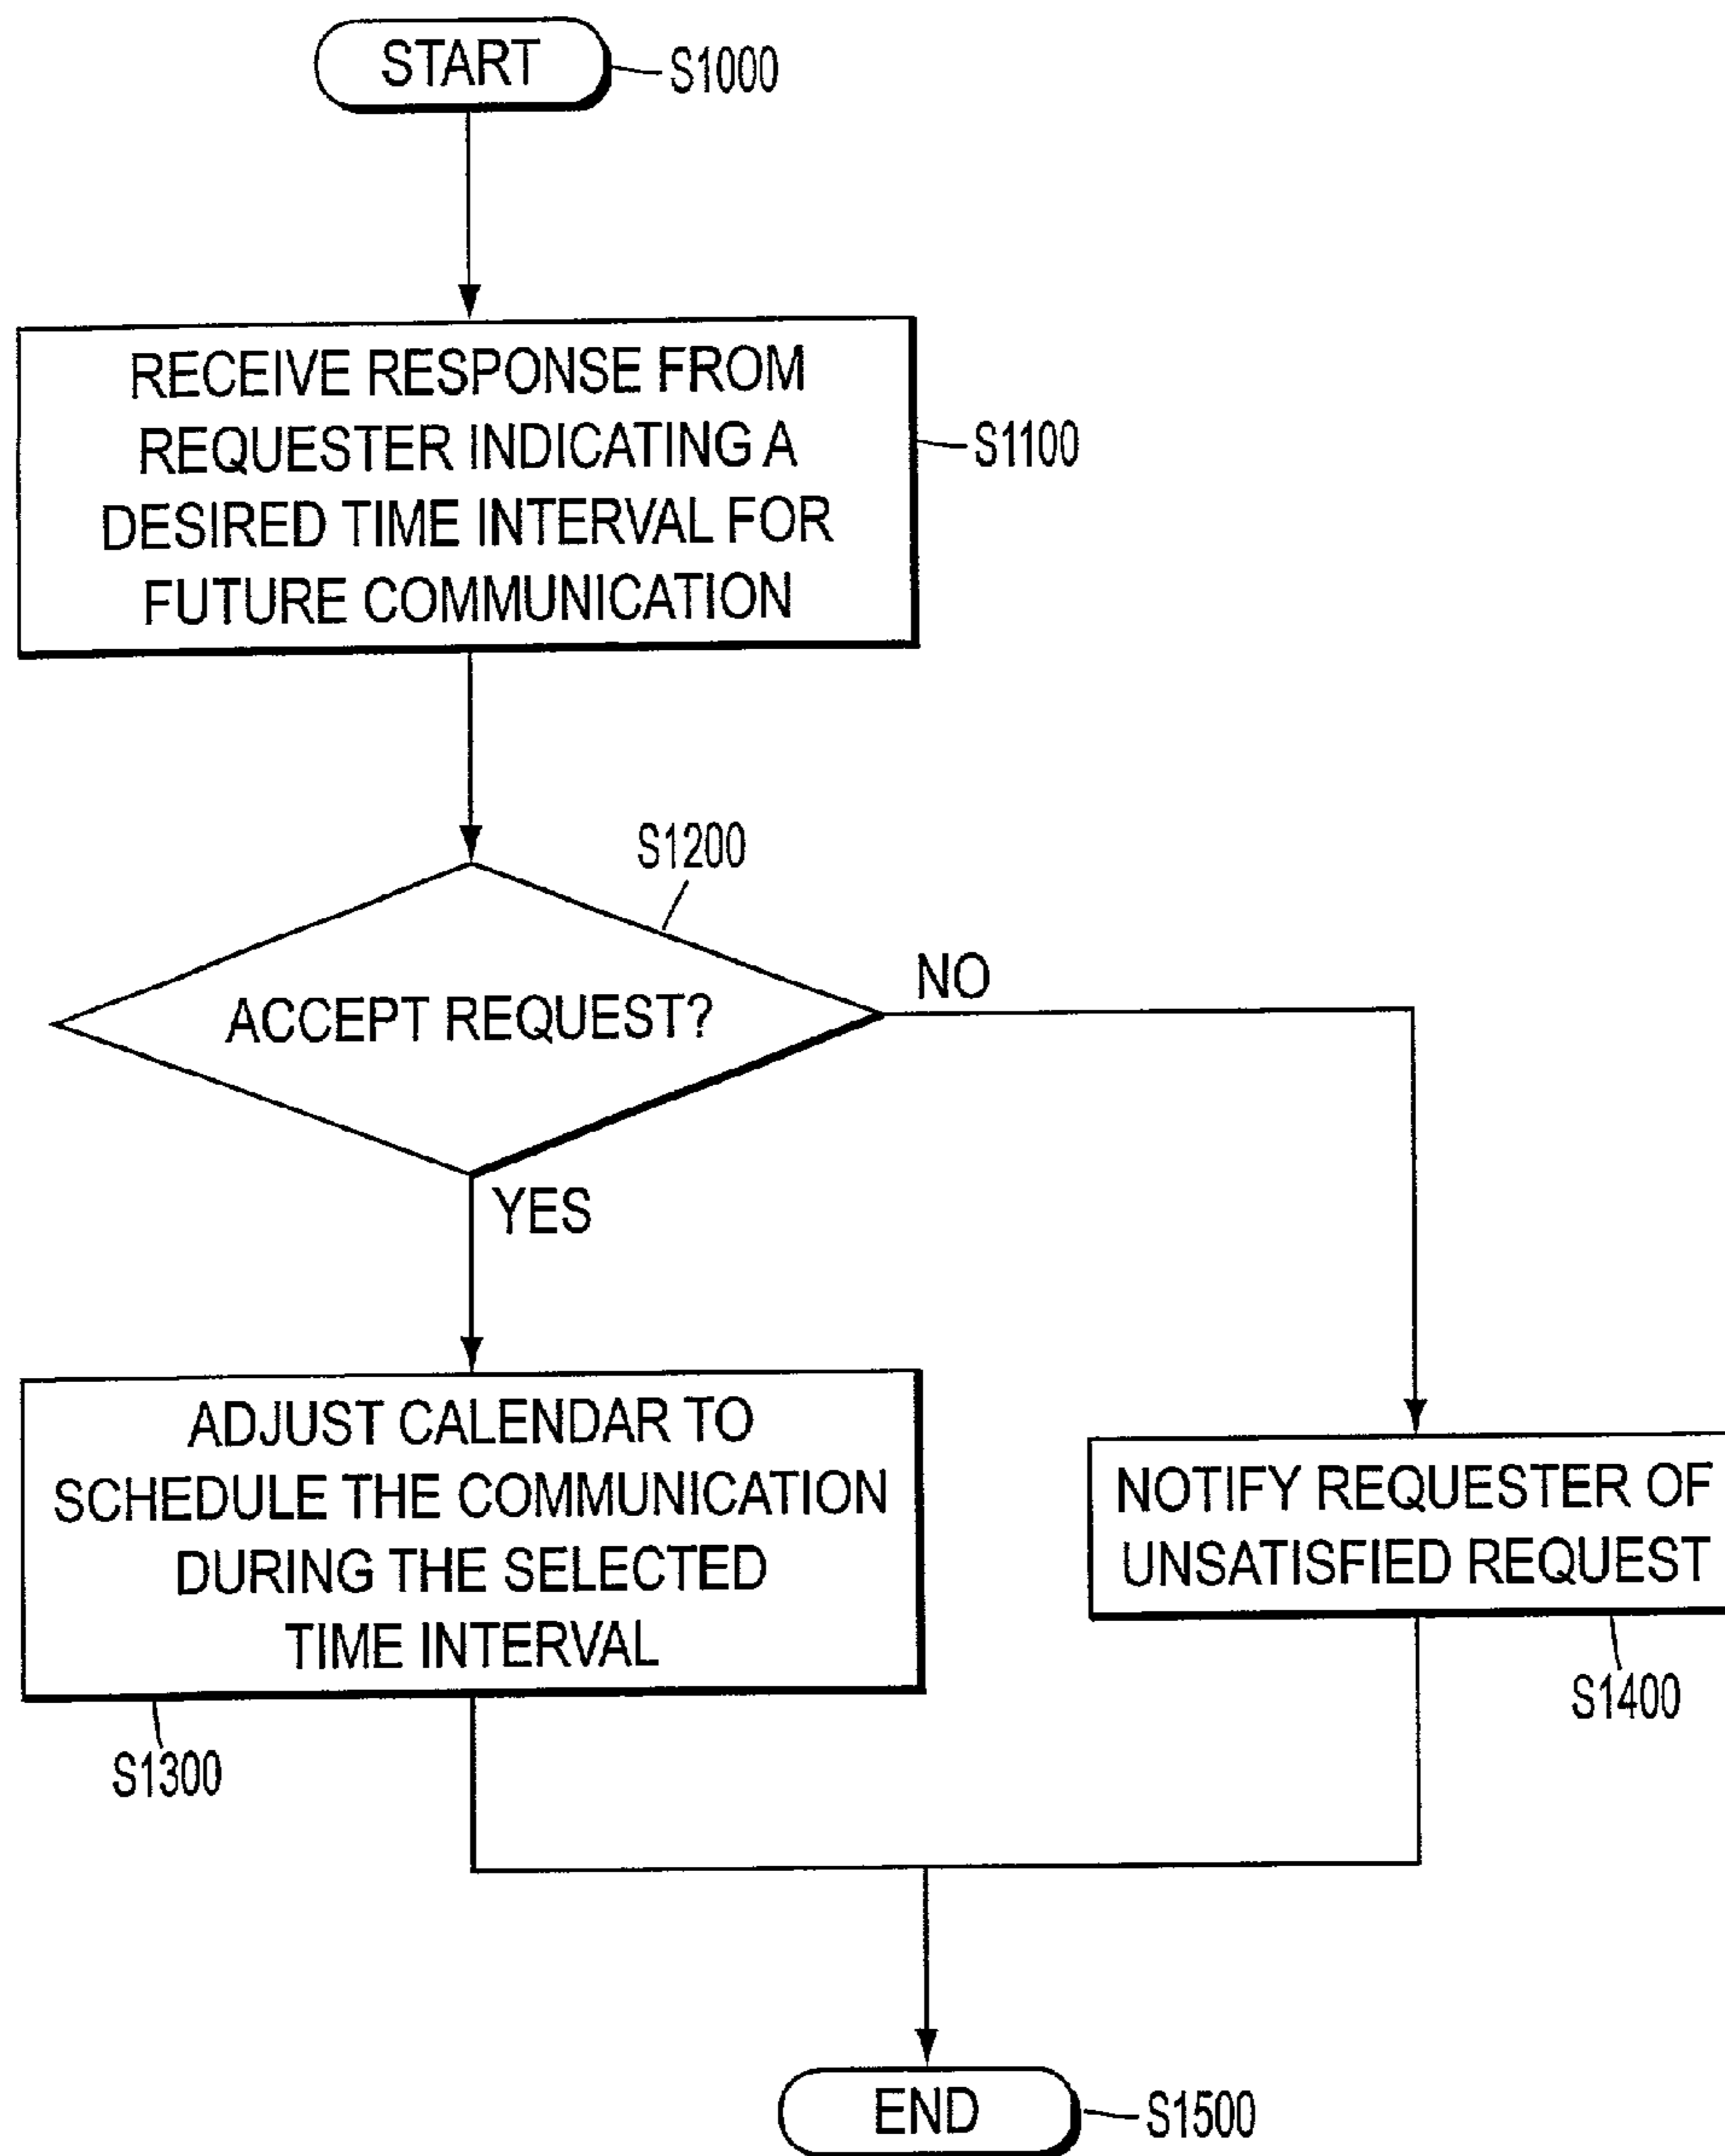 START
S1000
RECEIVE RESPONSE FROM
REQUESTER INDICATING A
DESIRED TIME INTERVAL FOR
FUTURE COMMUNICATION
S1100
S1200
ACCEPT REQUEST?
NO
YES
ADJUST CALENDAR TO
SCHEDULE THE COMMUNICATION
DURING THE SELECTED
TIME INTERVAL
S1300
NOTIFY REQUESTER OF
UNSATISFIED REQUEST
S1400
END
S1500